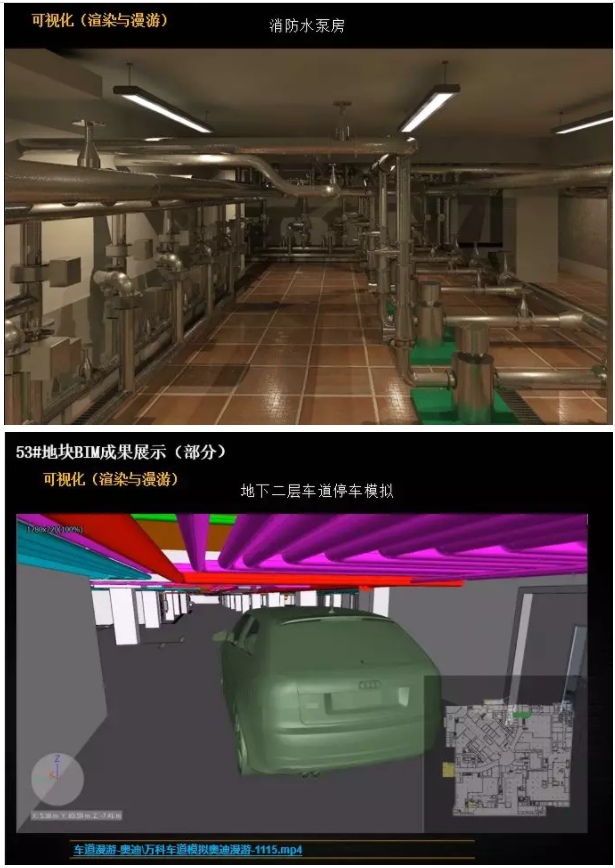 可视化（渲染与漫游）
消防水泵房
53#地块BIM成果展示（部分）
可视化（渲染与漫游）
地下二层车道停车模拟
1280x720(100%)
Z
车道漫游-奥迪\万科车道模拟奥迪漫游-1115.mp4